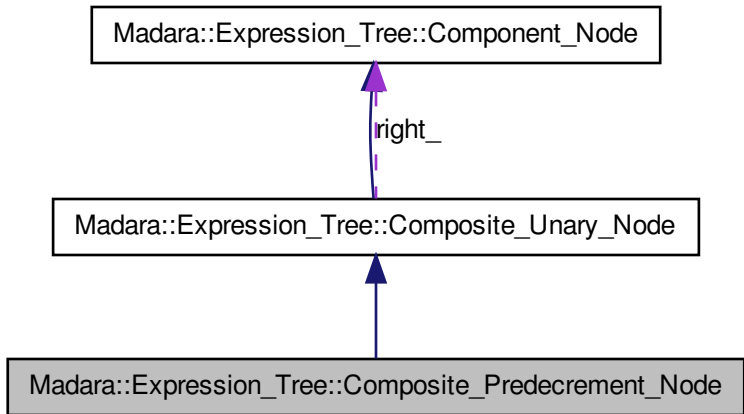 Madara::Expression_Tree::Component_Node
right_
Madara::Expression_Tree::Composite_Unary_Node
Madara::Expression_Tree::Composite_Predecrement_Node